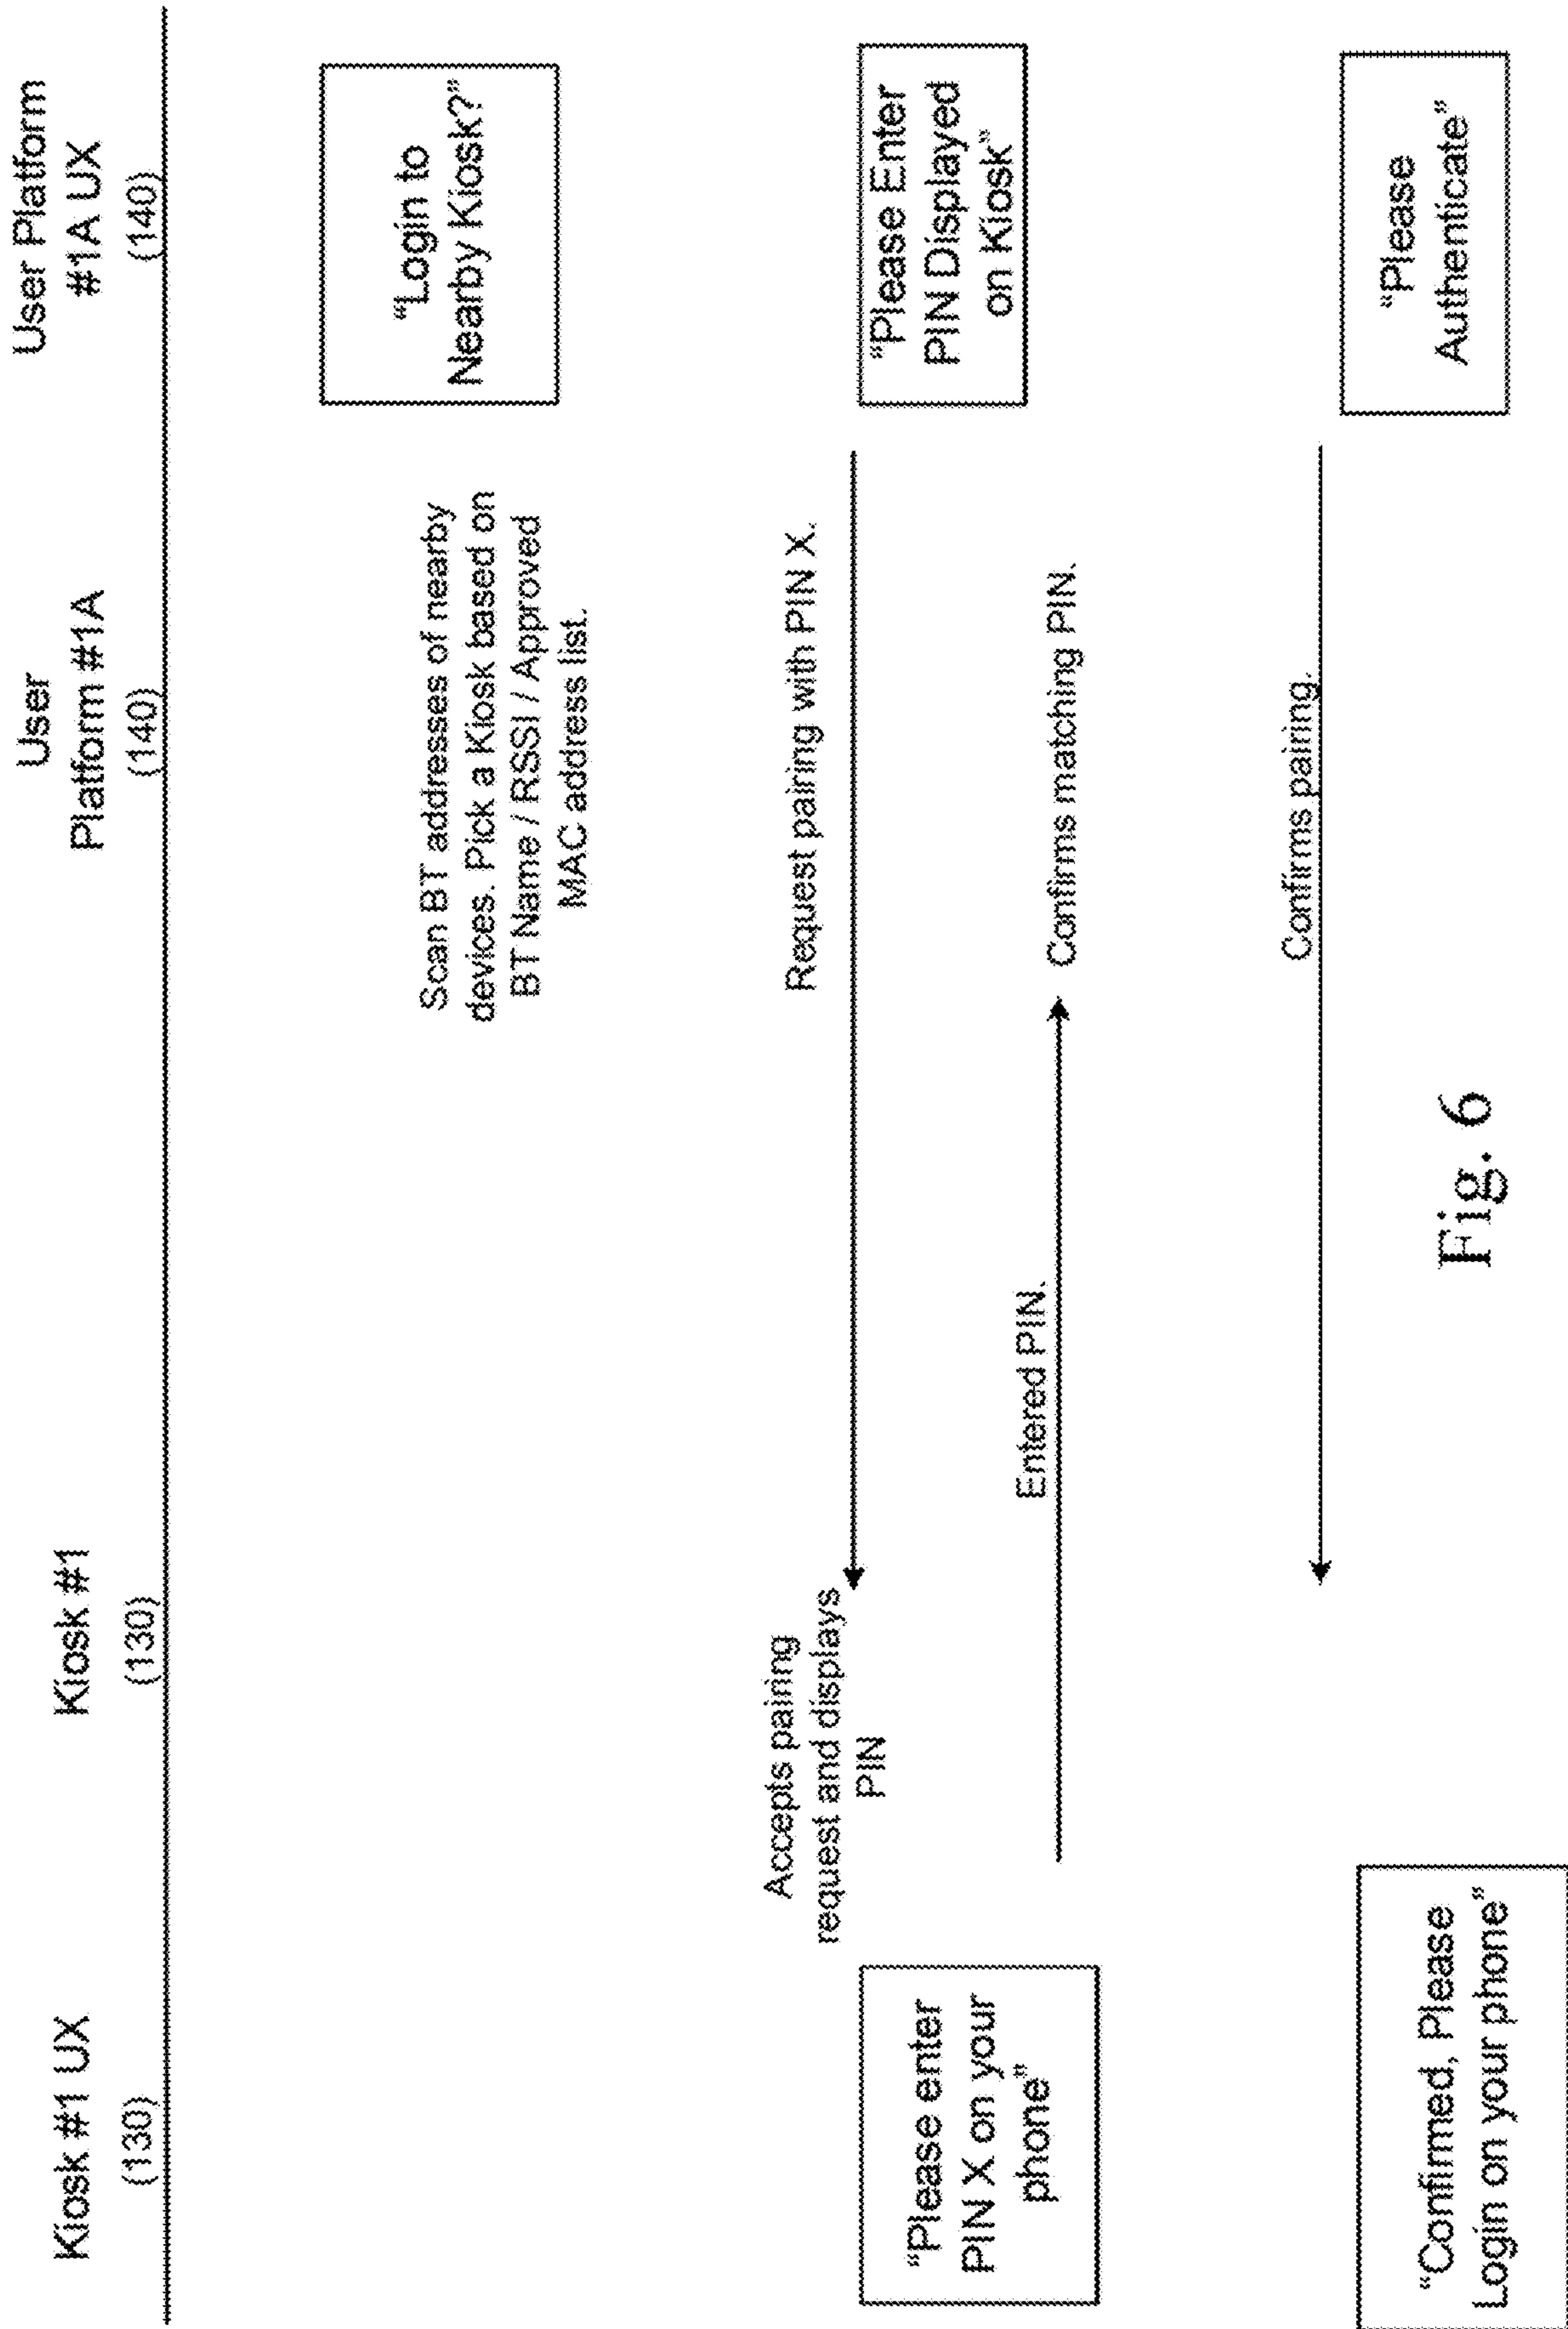 Kiosk #1 UX
(130)
Kiosk #1
(130)
User
Platform #1A
(140)
User Platform
#1A UX
(140)
Scan BT addresses of nearby
devices. Pick a Kiosk based on
BT Name / RSSI / Approved
MAC address list.
“Login to
Nearby Kiosk?”
Accepts pairing
request and displays
PIN
Request pairing with PIN X.
“Please enter
PIN X on your
phone”
“Please Enter
PIN Displayed
on Kiosk”
Entered PIN.
Confirms matching PIN.
Confirms pairing.
“Confirmed, Please
Login on your phone”
“Please
Authenticate”
Fig. 6